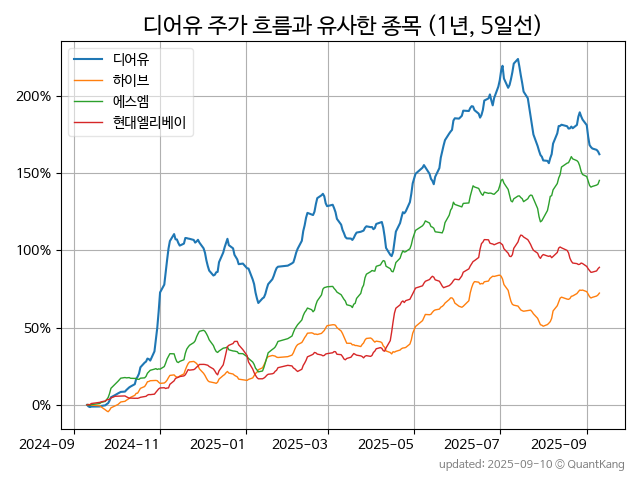 디어유 주가 흐름과 유사한 종목 (1년, 5일선)
디어유
하이브
에스엠
현대엘리베이
200%
150%
100%
50%
0%
2024-09 2024-11 2025-01 2025-03 2025-05 2025-07 2025-09
updated: 2025-09-10 © QuantKang